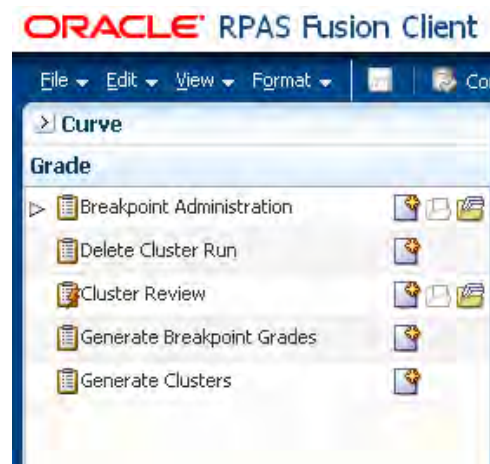 ORACLE RPAS Fusion Client
File Edit View Format Co
Curve
Grade
Breakpoint Administration
Delete Cluster Run
Cluster Review
Generate Breakpoint Grades
Generate Clusters